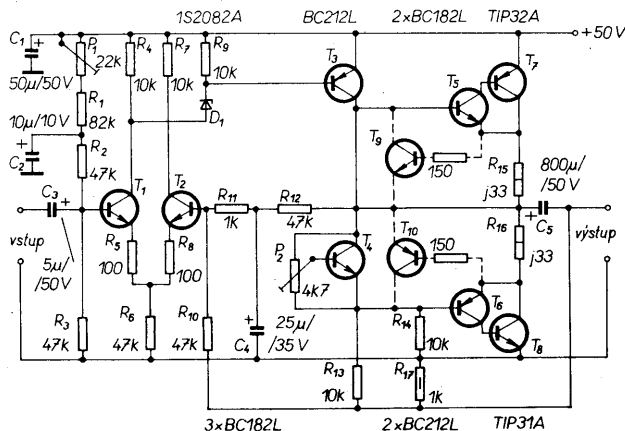 1S2082A BC212L 2×BC182L TIP32A
C1 + P1 R4 R7 R9 T3 T7 +50V
22k 10k 10k 10k T5
50µ/50V R1 D1
10µ/10V 82k T9
C2 + R2 150 R15 800µ/50V
C3 + 47k T1 T2 R11 R12 j33
1k 47k + C5
vstup R5 R8 P2 T4 T10 150 R16 výstup
5µ/50V 100 100 4k7 j33
R3 R6 R10 + 25µ/35V R14 T6
47k 47k 47k C4 10k T8
R13 R17
10k 1k
3×BC182L 2×BC212L TIP31A